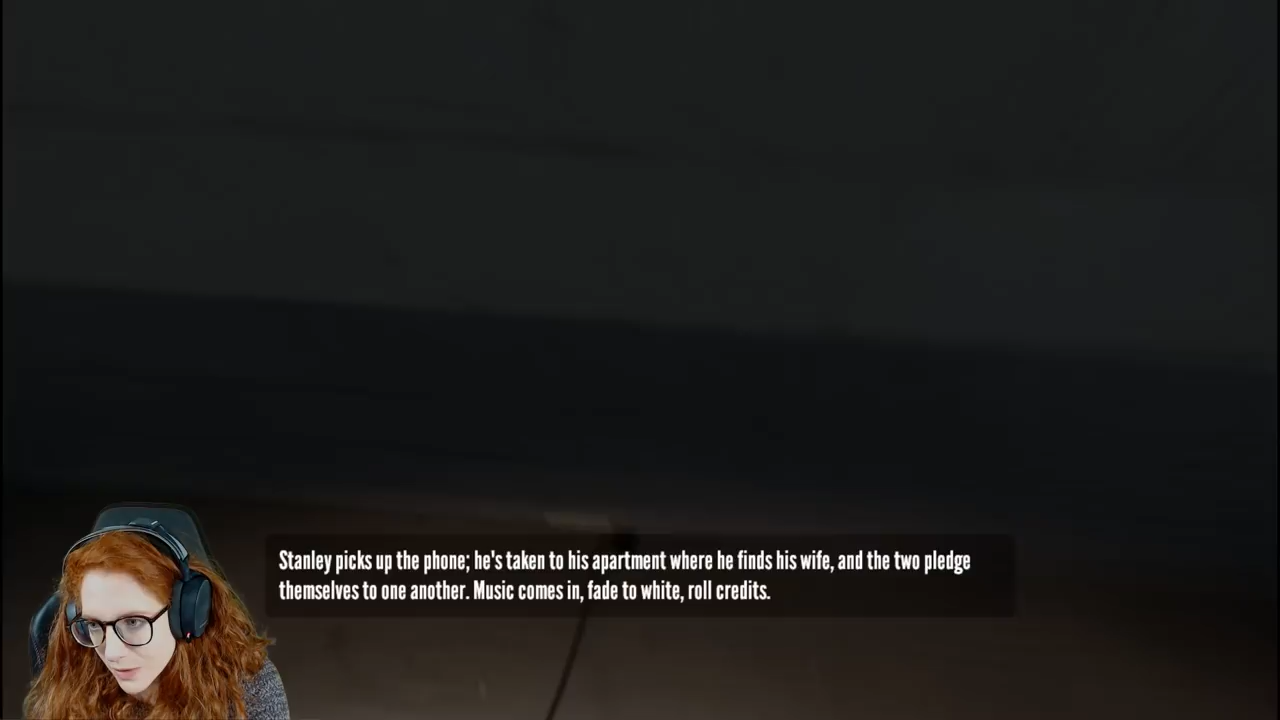 Stanley picks up the phone; he's taken to his apartment where he finds his wife, and the two pledge
themselves to one another. Music comes in, fade to white, roll credits.